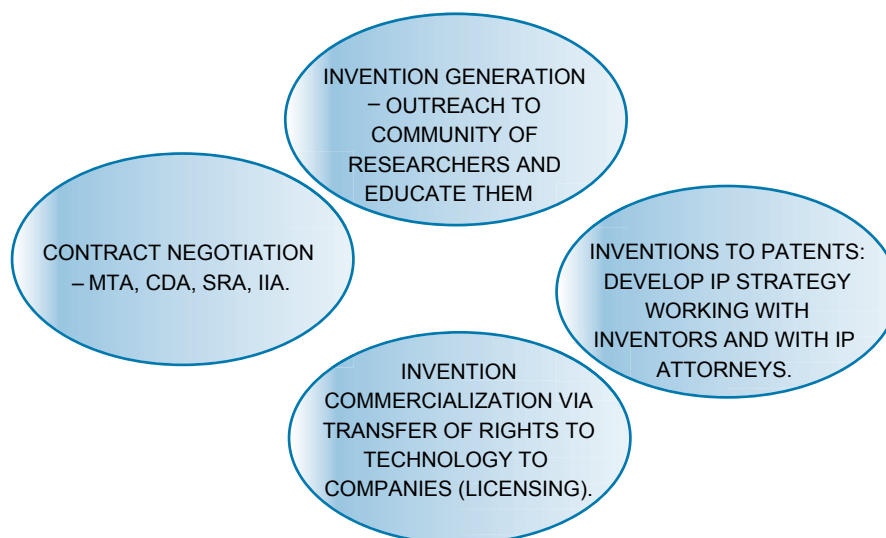 INVENTION GENERATION
– OUTREACH TO
COMMUNITY OF
RESEARCHERS AND
EDUCATE THEM
CONTRACT NEGOTIATION
– MTA, CDA, SRA, IIA.
INVENTIONS TO PATENTS:
DEVELOP IP STRATEGY
WORKING WITH
INVENTORS AND WITH IP
ATTORNEYS.
INVENTION
COMMERCIALIZATION VIA
TRANSFER OF RIGHTS TO
TECHNOLOGY TO
COMPANIES (LICENSING).